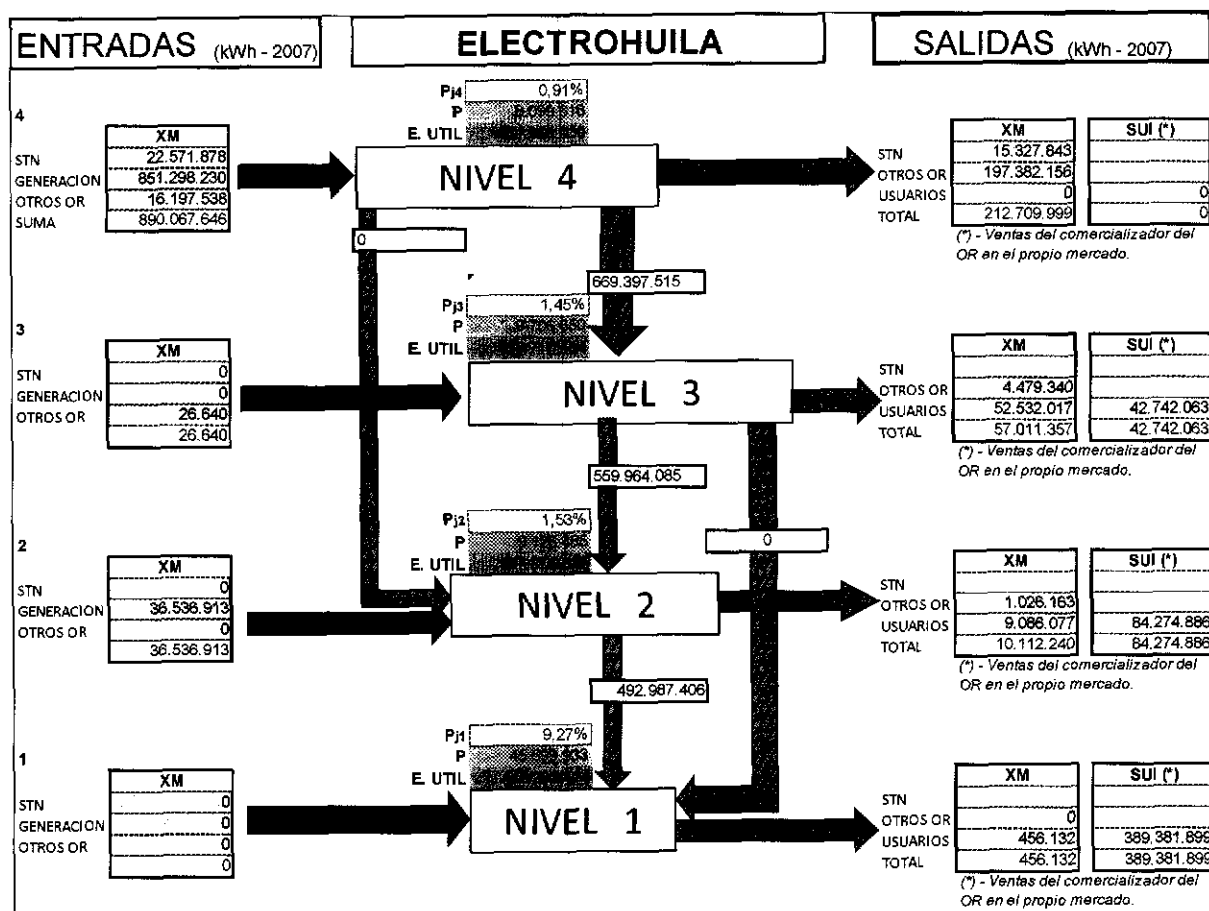 ENTRADAS (kWh - 2007)
ELECTROHUILA
SALIDAS (kWh - 2007)
4
XM
STN 22.571.878
GENERACION 851.298.230
OTROS OR 16.197.538
SUMA 890.067.646
Pj4 0,91%
P
E. UTIL
NIVEL 4
0
669.397.515
XM SUI (*)
STN 15.327.843
OTROS OR 197.382.156
USUARIOS 0 0
TOTAL 212.709.999 0
(*) - Ventas del comercializador del
OR en el propio mercado.
3
XM
STN 0
GENERACION 0
OTROS OR 26.640
26.640
Pj3 1,45%
P
E. UTIL
NIVEL 3
559.964.085
0
XM SUI (*)
STN
OTROS OR 4.479.340
USUARIOS 52.532.017 42.742.063
TOTAL 57.011.357 42.742.063
(*) - Ventas del comercializador del
OR en el propio mercado.
2
XM
STN 0
GENERACION 36.536.913
OTROS OR 0
36.536.913
Pj2 1,53%
P
E. UTIL
NIVEL 2
492.987.406
XM SUI (*)
STN
OTROS OR 1.026.163
USUARIOS 9.086.077 84.274.886
TOTAL 10.112.240 84.274.886
(*) - Ventas del comercializador del
OR en el propio mercado.
1
XM
STN 0
GENERACION 0
OTROS OR 0
0
Pj1 9,27%
P
E. UTIL
NIVEL 1
XM SUI (*)
STN
OTROS OR 0
USUARIOS 456.132 389.381.899
TOTAL 456.132 389.381.899
(*) - Ventas del comercializador del
OR en el propio mercado.